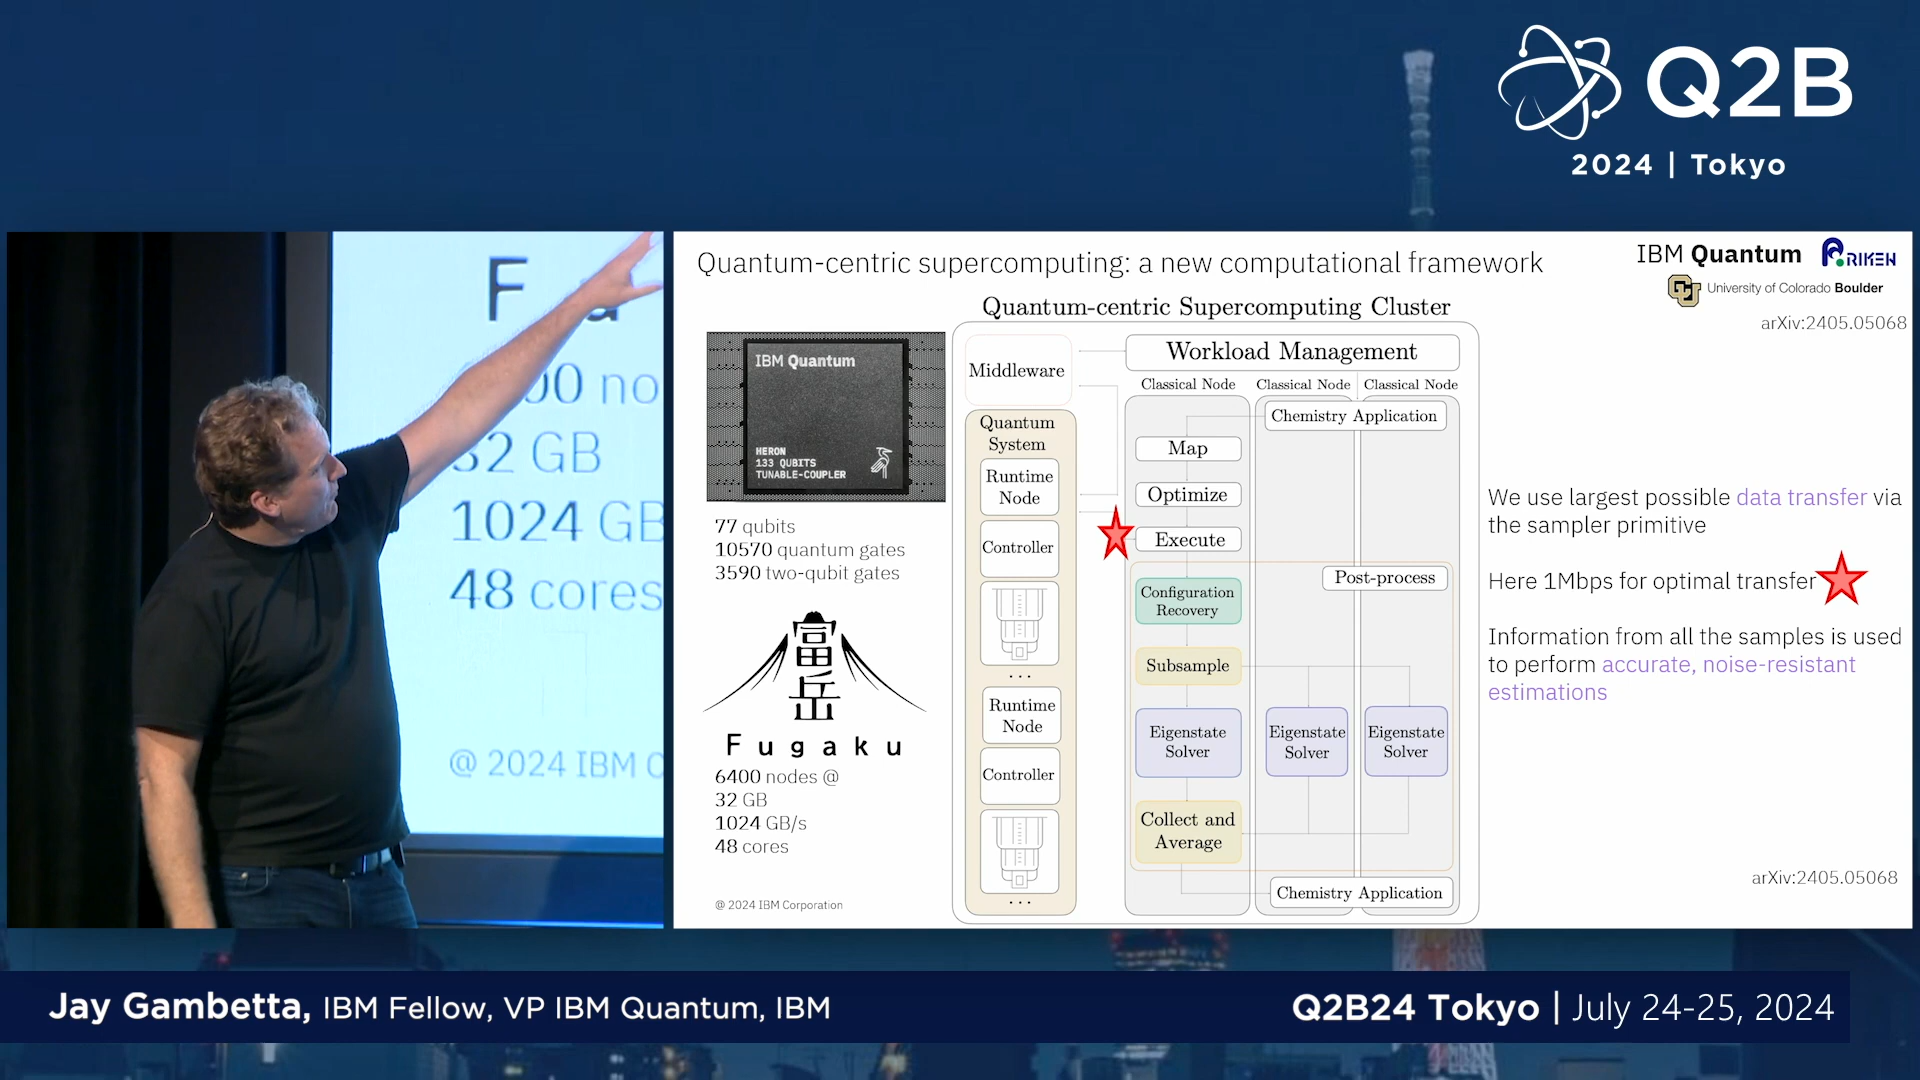 Q2B
2024 | Tokyo
F
00 no
32 GB
1024 GB
48 cores
@ 2024 IBM C
Quantum-centric supercomputing: a new computational framework
IBM Quantum
RIKEN
CU
University of Colorado Boulder
arXiv:2405.05068
Quantum-centric Supercomputing Cluster
IBM Quantum
HERON
133 QUBITS
TUNABLE-COUPLER
77 qubits
10570 quantum gates
3590 two-qubit gates
富岳
Fugaku
6400 nodes @
32 GB
1024 GB/s
48 cores
@ 2024 IBM Corporation
Middleware
Quantum
System
Runtime
Node
Controller
...
Runtime
Node
Controller
...
Workload Management
Classical Node
Classical Node
Classical Node
Chemistry Application
Map
Optimize
Execute
Post-process
Configuration
Recovery
Subsample
Eigenstate
Solver
Eigenstate
Solver
Eigenstate
Solver
Collect and
Average
Chemistry Application
We use largest possible data transfer via
the sampler primitive
Here 1Mbps for optimal transfer
Information from all the samples is used
to perform accurate, noise-resistant
estimations
arXiv:2405.05068
Jay Gambetta, IBM Fellow, VP IBM Quantum, IBM
Q2B24 Tokyo | July 24-25, 2024